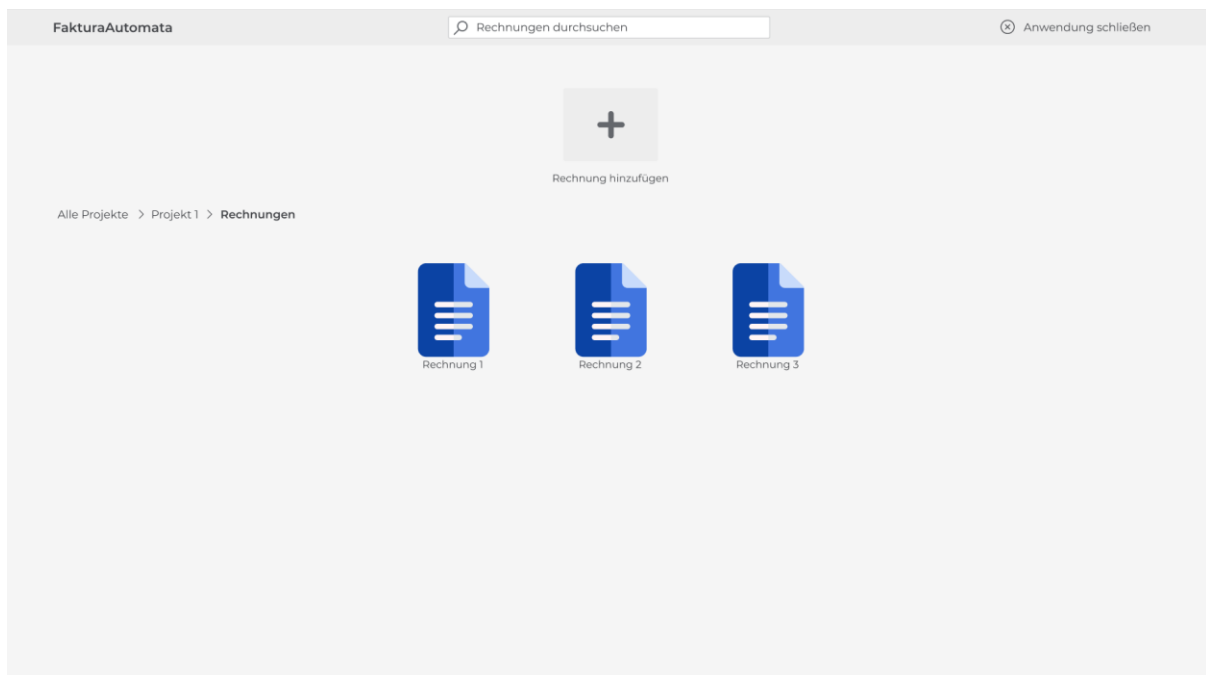 FakturaAutomata
Rechnungen durchsuchen
Anwendung schließen
Rechnung hinzufügen
Alle Projekte > Projekt 1 > Rechnungen
Rechnung 1
Rechnung 2
Rechnung 3